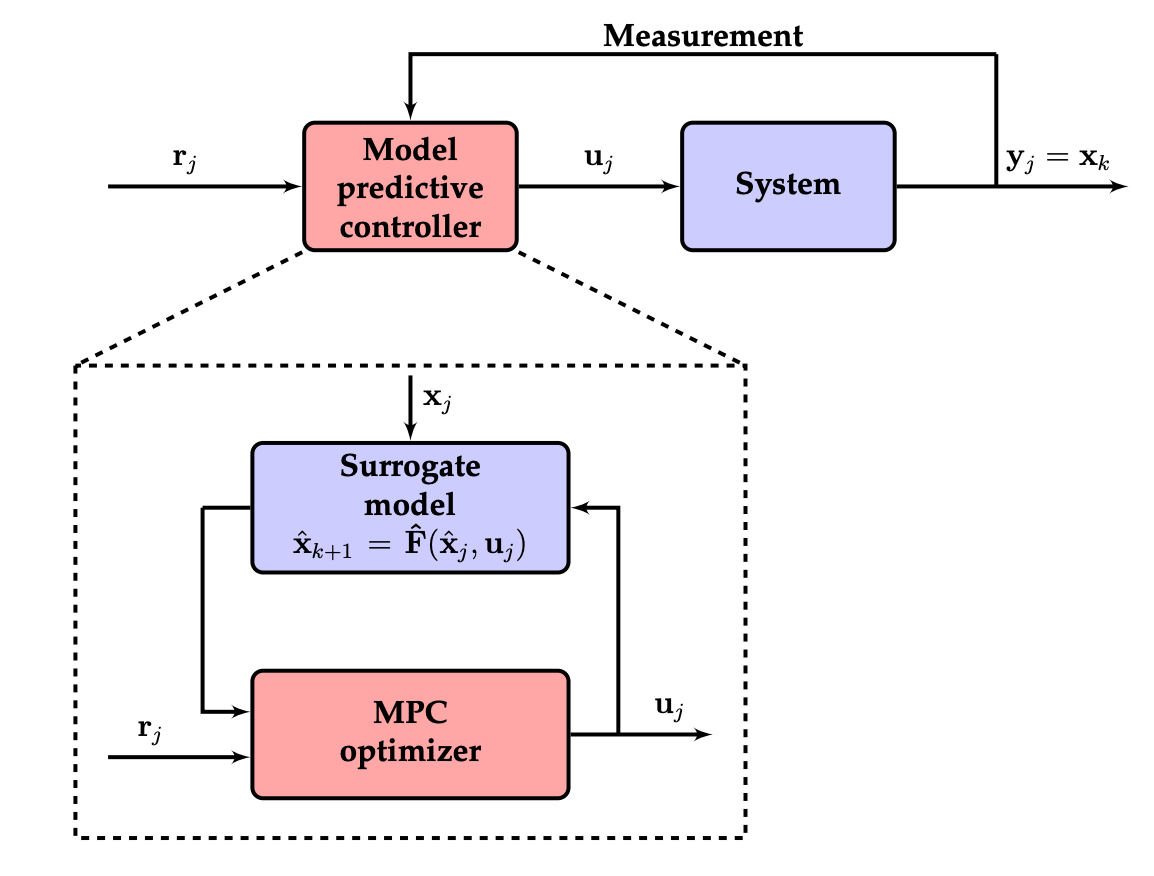 Measurement
r_j
Model
predictive
controller
u_j
System
y_j = x_k
x_j
Surrogate
model
x̂_{k+1} = F̂(x̂_j, u_j)
r_j
MPC
optimizer
u_j